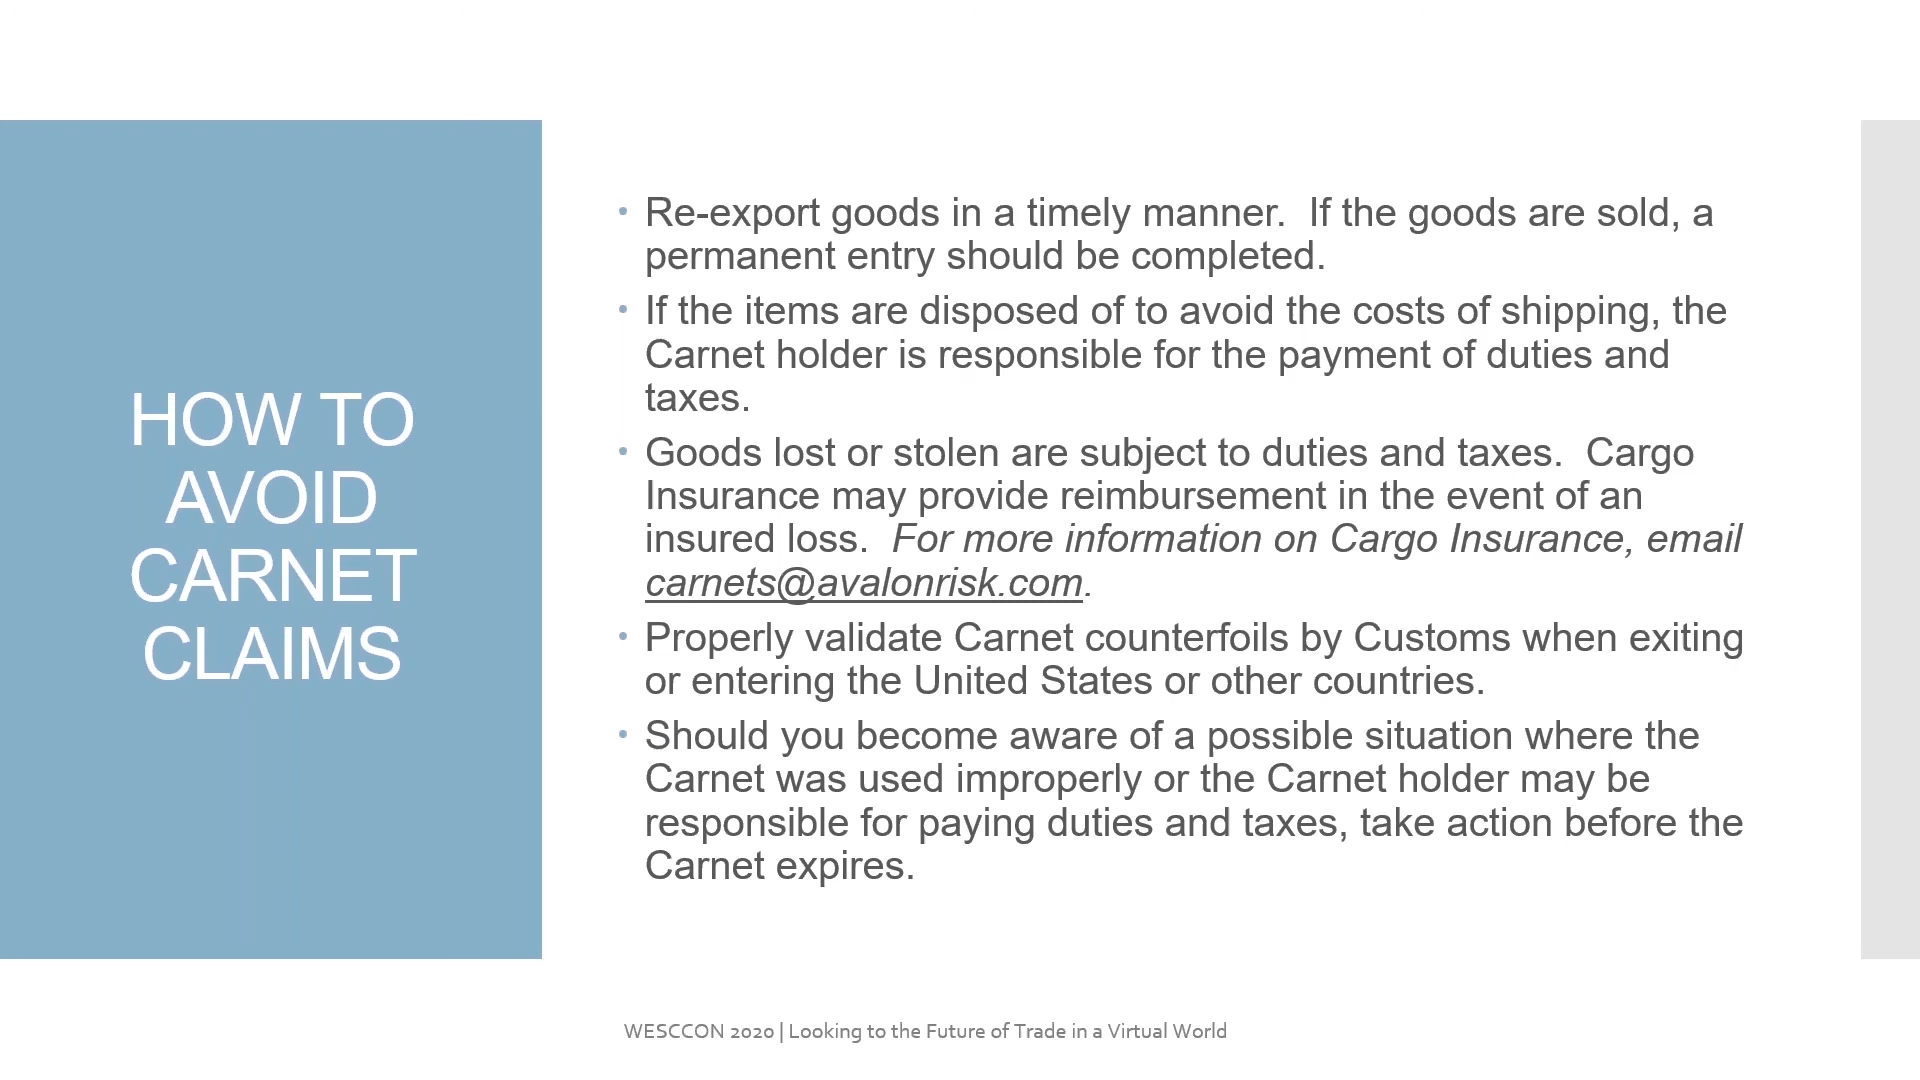 HOW TO
AVOID
CARNET
CLAIMS
• Re-export goods in a timely manner.  If the goods are sold, a
permanent entry should be completed.
• If the items are disposed of to avoid the costs of shipping, the
Carnet holder is responsible for the payment of duties and
taxes.
• Goods lost or stolen are subject to duties and taxes.  Cargo
Insurance may provide reimbursement in the event of an
insured loss.  For more information on Cargo Insurance, email
carnets@avalonrisk.com.
• Properly validate Carnet counterfoils by Customs when exiting
or entering the United States or other countries.
• Should you become aware of a possible situation where the
Carnet was used improperly or the Carnet holder may be
responsible for paying duties and taxes, take action before the
Carnet expires.
WESCCON 2020 | Looking to the Future of Trade in a Virtual World